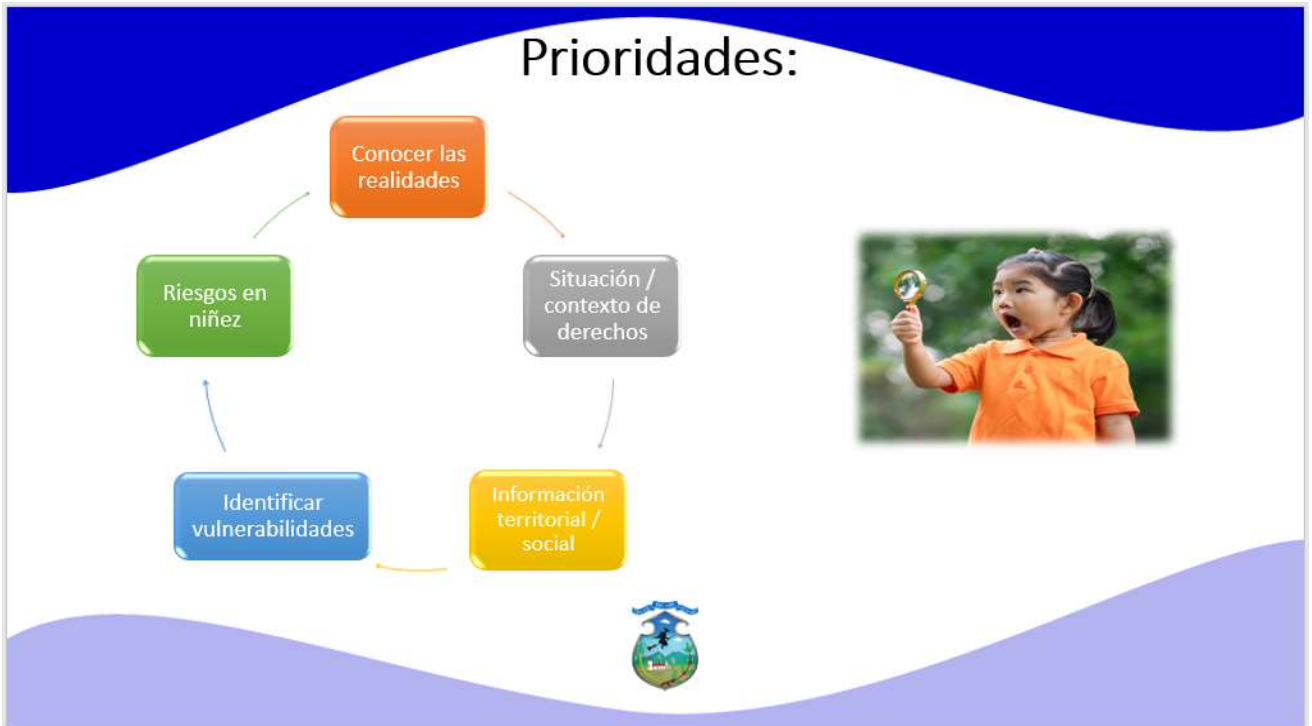 Prioridades:
Conocer las
realidades
Situación /
contexto de
derechos
Información
territorial /
social
Identificar
vulnerabilidades
Riesgos en
niñez